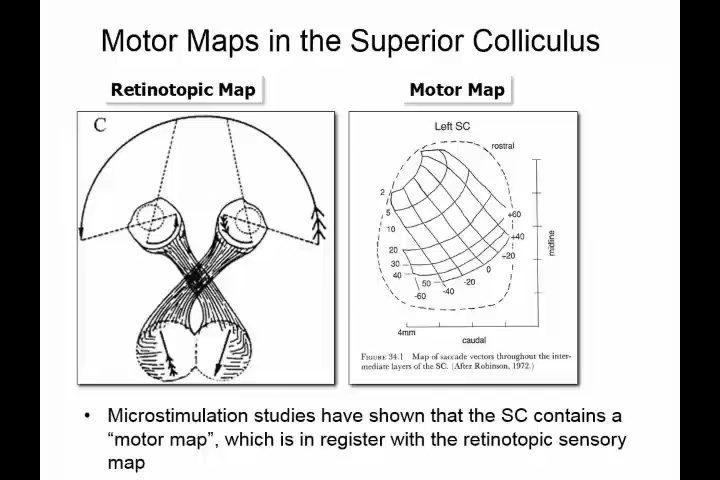 Motor Maps in the Superior Colliculus
Retinotopic Map
Motor Map
C
Left SC
rostral
2
5
10
20
30
40
50
-60
-40
-20
0
+20
+40
+60
midline
4mm
caudal
FIGURE 34.1 Map of saccade vectors throughout the inter-
mediate layers of the SC. (After Robinson, 1972.)
• Microstimulation studies have shown that the SC contains a
“motor map”, which is in register with the retinotopic sensory
map